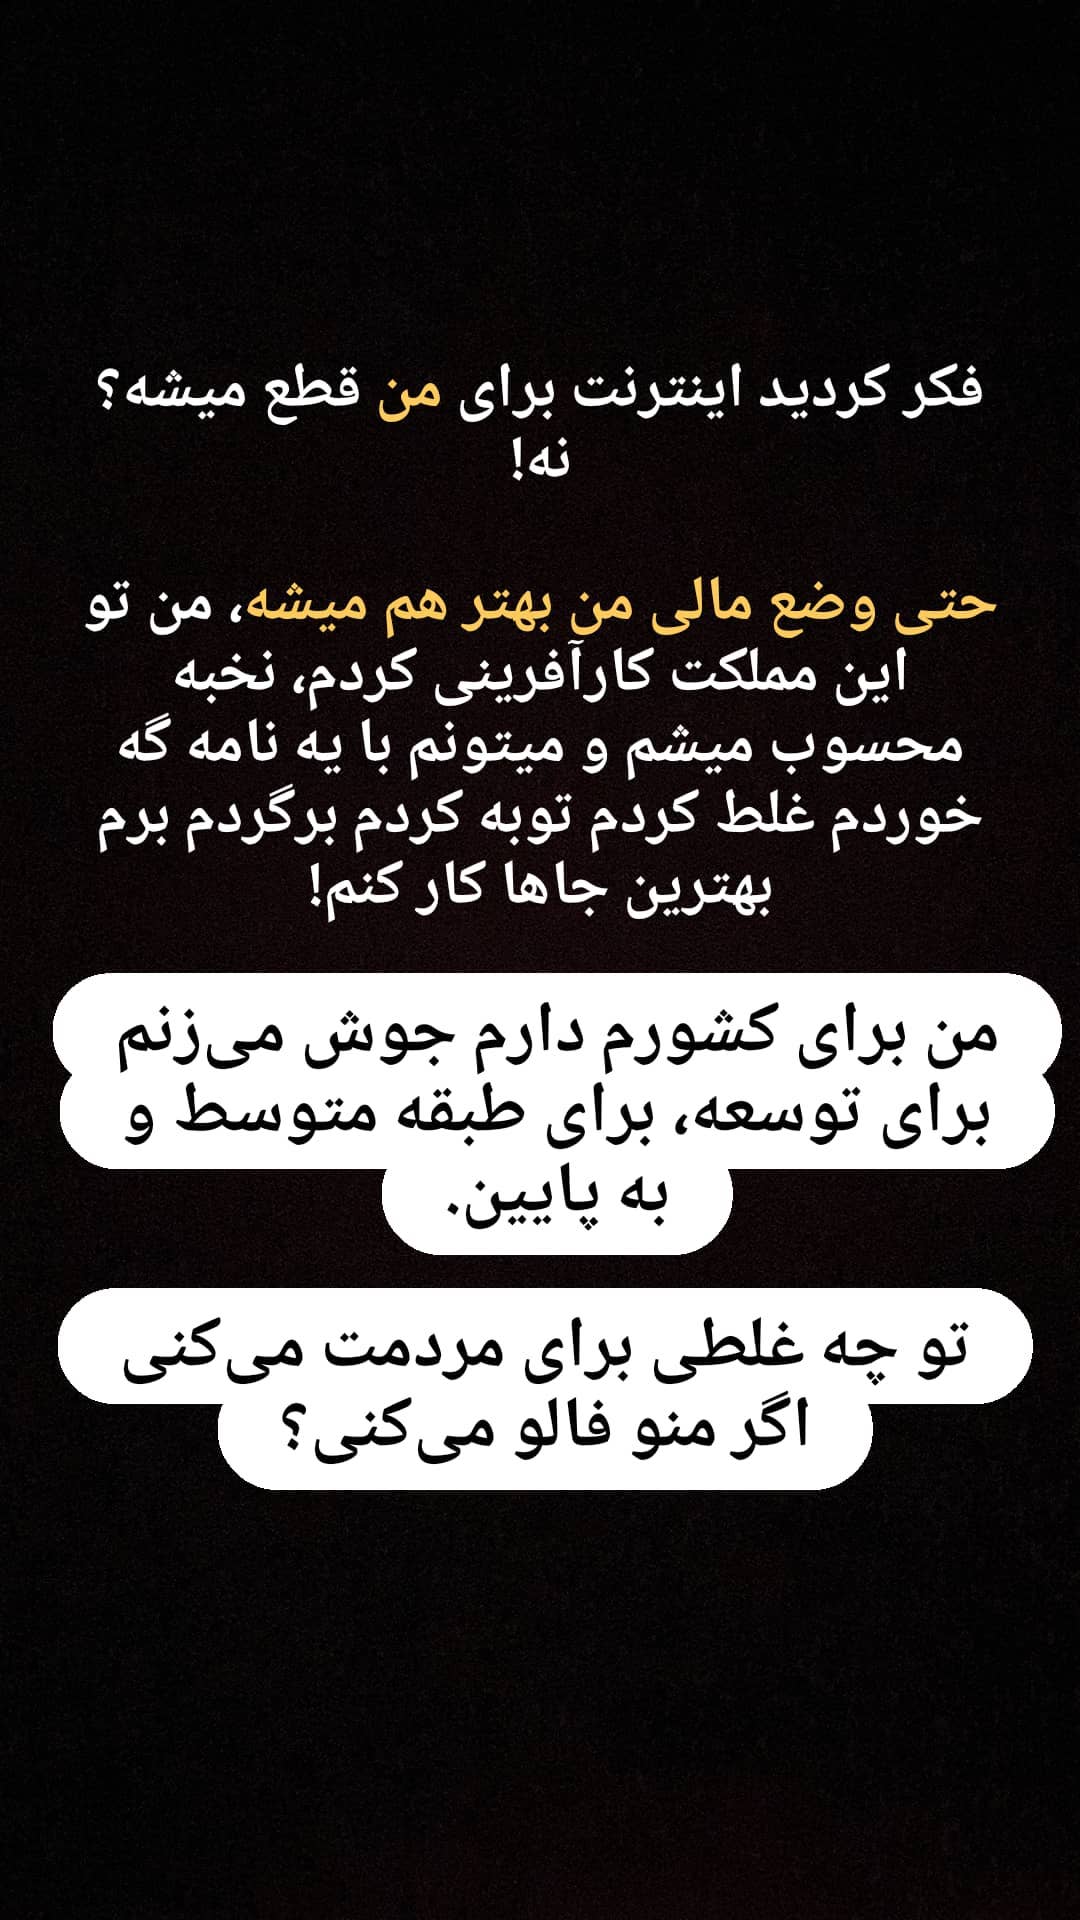 فکر کردید اینترنت برای من قطع میشه؟
نه!
حتی وضع مالی من بهتر هم میشه، من تو
این مملکت کارآفرینی کردم، نخبه
محسوب میشم و میتونم با یه نامه گه
خوردم غلط کردم توبه کردم برگردم برم
بهترین جاها کار کنم!
من برای کشورم دارم جوش می‌زنم
برای توسعه، برای طبقه متوسط و
به پایین.
تو چه غلطی برای مردمت می‌کنی
اگر منو فالو می‌کنی؟